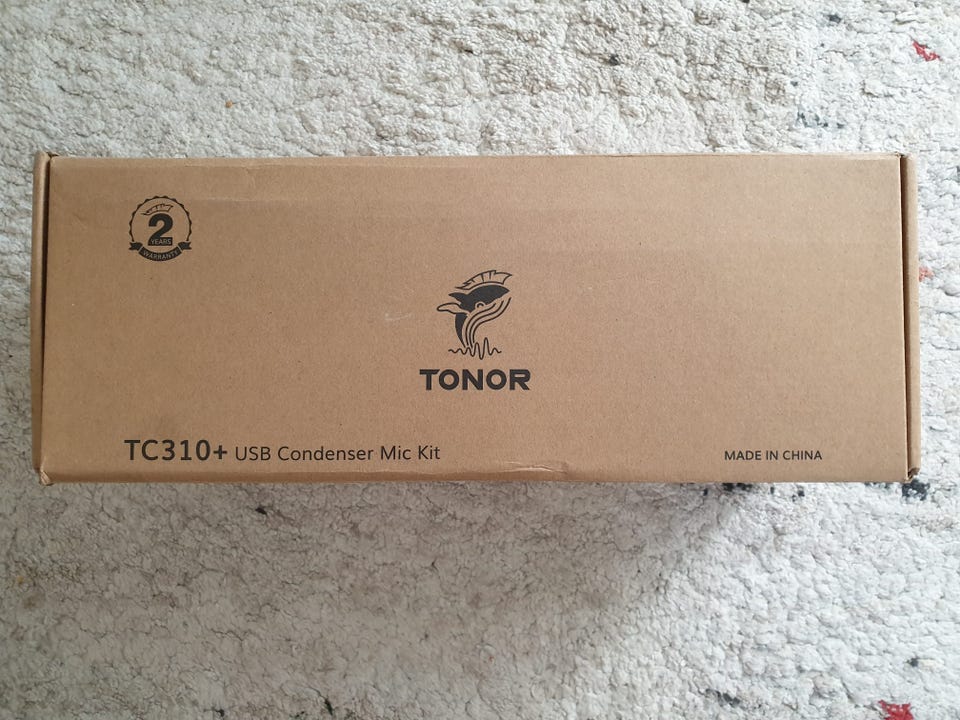 2
YEARS
WARRANTY
TONOR
TC310+ USB Condenser Mic Kit
MADE IN CHINA